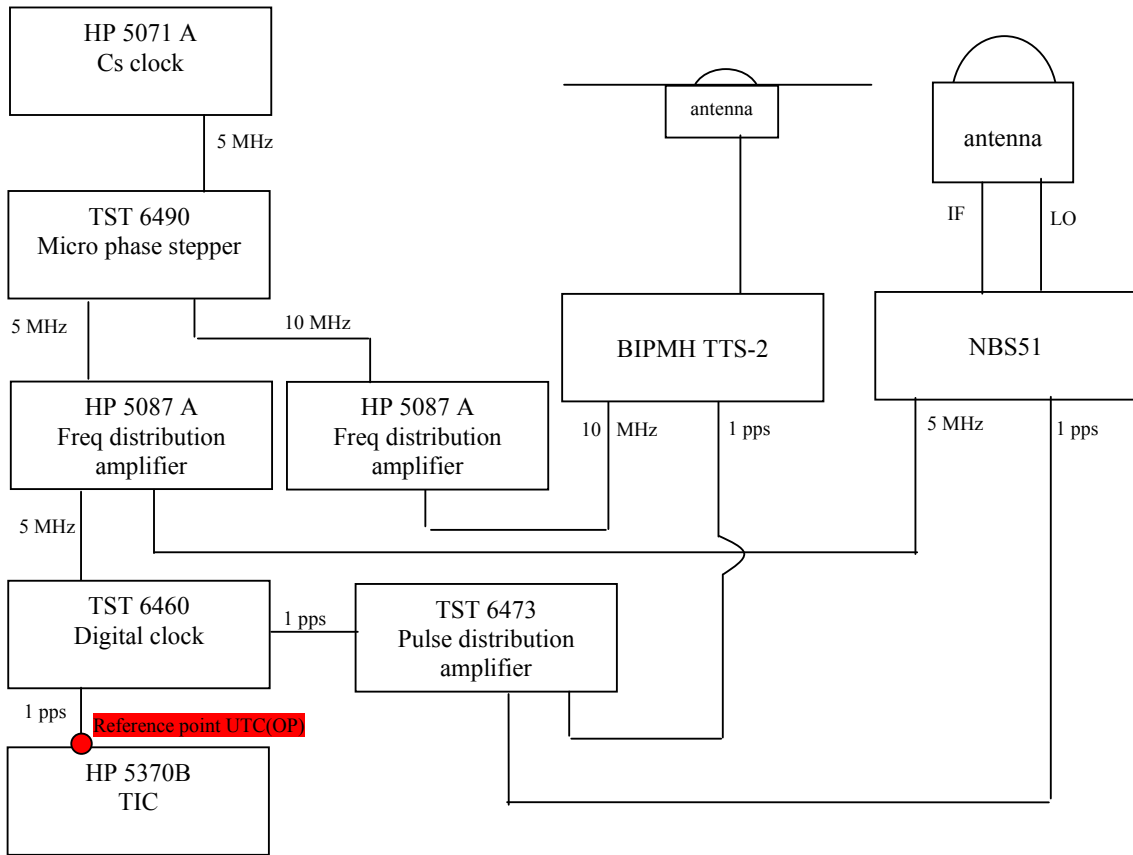 HP 5071 A
Cs clock
5 MHz
antenna
antenna
TST 6490
Micro phase stepper
IF
LO
5 MHz
10 MHz
BIPMH TTS-2
NBS51
HP 5087 A
Freq distribution
amplifier
HP 5087 A
Freq distribution
amplifier
10 MHz
1 pps
5 MHz
1 pps
5 MHz
TST 6460
Digital clock
1 pps
TST 6473
Pulse distribution
amplifier
1 pps
Reference point UTC(OP)
HP 5370B
TIC